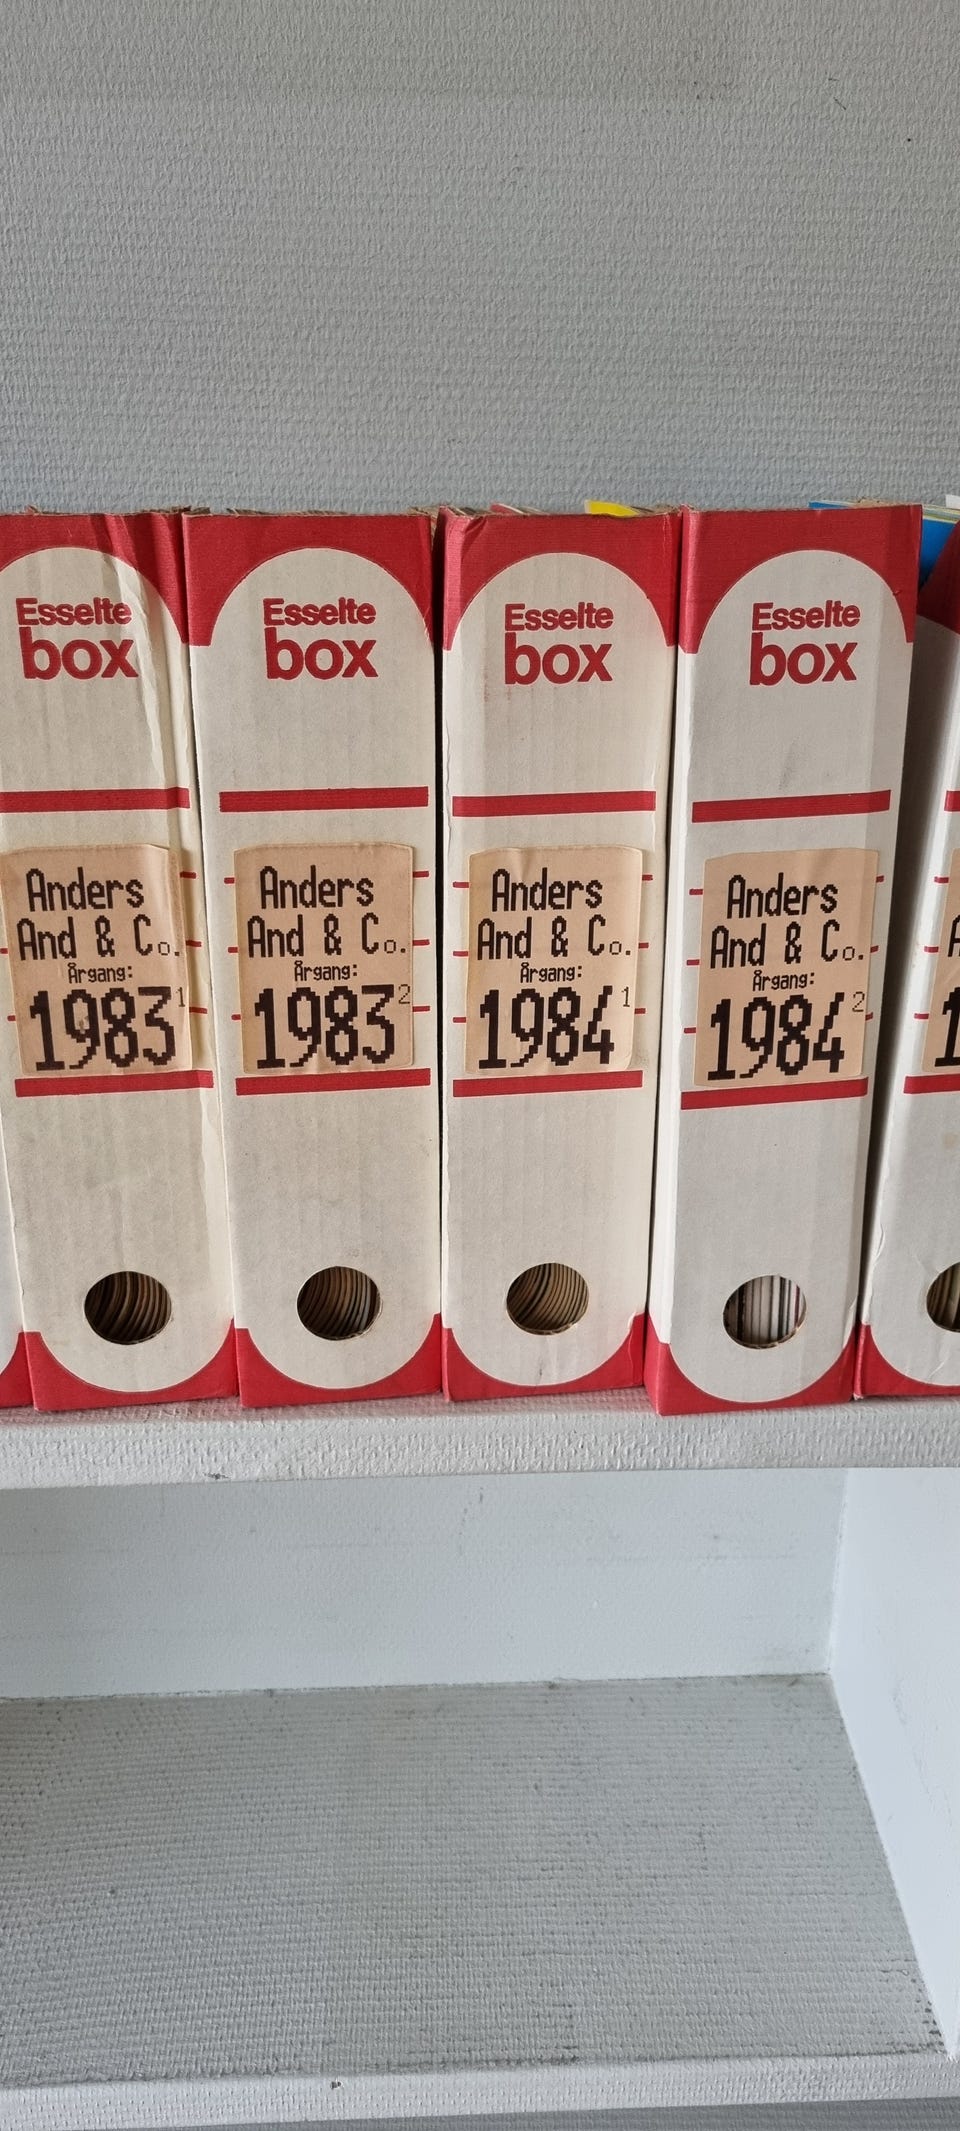 Esselte
box
Anders
And & Co.
Årgang:
1983 1
Esselte
box
Anders
And & Co.
Årgang:
1983 2
Esselte
box
Anders
And & Co.
Årgang:
1984 1
Esselte
box
Anders
And & Co.
Årgang:
1984 2